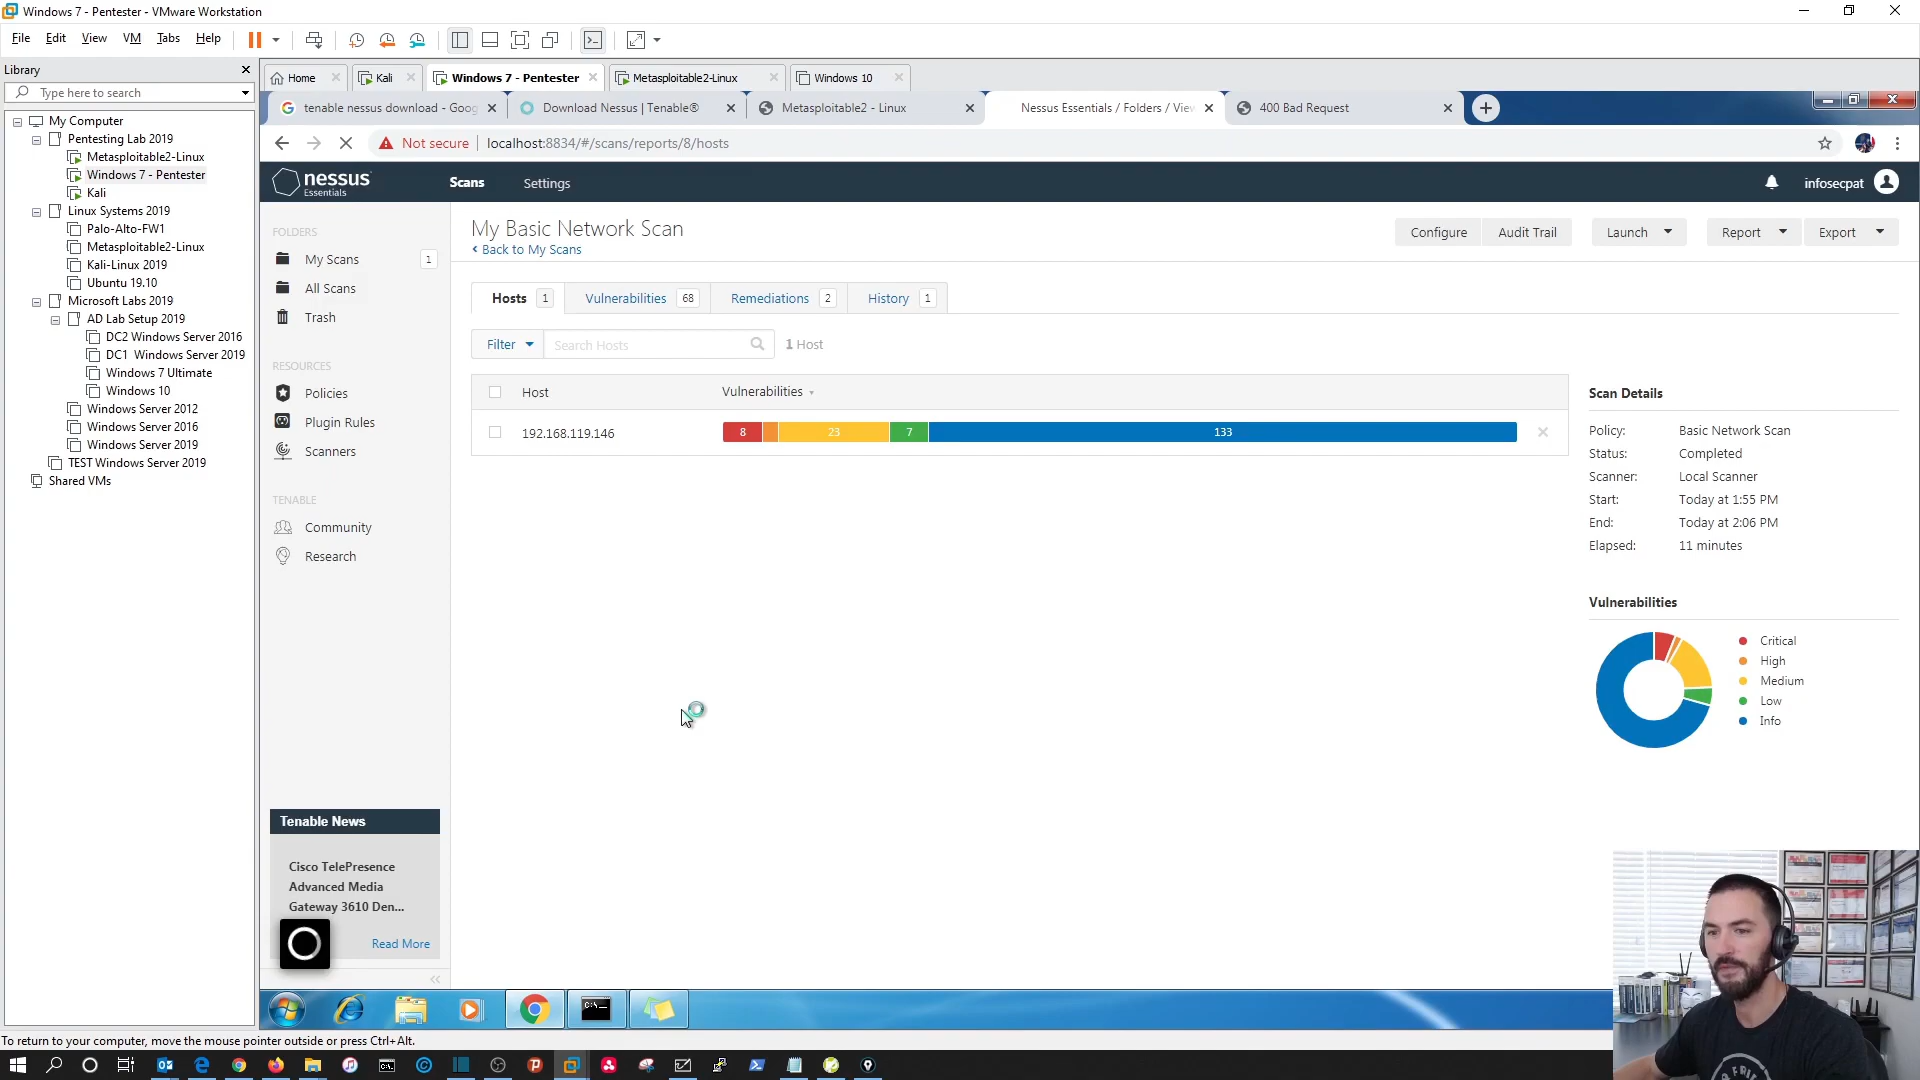 Windows 7 - Pentester - VMware Workstation
File Edit View VM Tabs Help
Library
Type here to search
My Computer
Pentesting Lab 2019
Metasploitable2-Linux
Windows 7 - Pentester
Kali
Linux Systems 2019
Palo-Alto-FW1
Metasploitable2-Linux
Kali-Linux 2019
Ubuntu 19.10
Microsoft Labs 2019
AD Lab Setup 2019
DC2 Windows Server 2016
DC1 Windows Server 2019
Windows 7 Ultimate
Windows 10
Windows Server 2012
Windows Server 2016
Windows Server 2019
TEST Windows Server 2019
Shared VMs
Home Kali Windows 7 - Pentester Metasploitable2-Linux Windows 10
tenable nessus download - Goog Download Nessus | Tenable® Metasploitable2 - Linux Nessus Essentials / Folders / View 400 Bad Request
Not secure localhost:8834/#/scans/reports/8/hosts
nessus Essentials Scans Settings infosecpat
FOLDERS
My Scans 1
All Scans
Trash
RESOURCES
Policies
Plugin Rules
Scanners
TENABLE
Community
Research
Tenable News
Cisco TelePresence
Advanced Media
Gateway 3610 Den...
Read More
My Basic Network Scan
Back to My Scans
Configure Audit Trail Launch Report Export
Hosts 1 Vulnerabilities 68 Remediations 2 History 1
Filter Search Hosts 1 Host
Host Vulnerabilities
192.168.119.146 8 23 7 133
Scan Details
Policy: Basic Network Scan
Status: Completed
Scanner: Local Scanner
Start: Today at 1:55 PM
End: Today at 2:06 PM
Elapsed: 11 minutes
Vulnerabilities
Critical
High
Medium
Low
Info
To return to your computer, move the mouse pointer outside or press Ctrl+Alt.